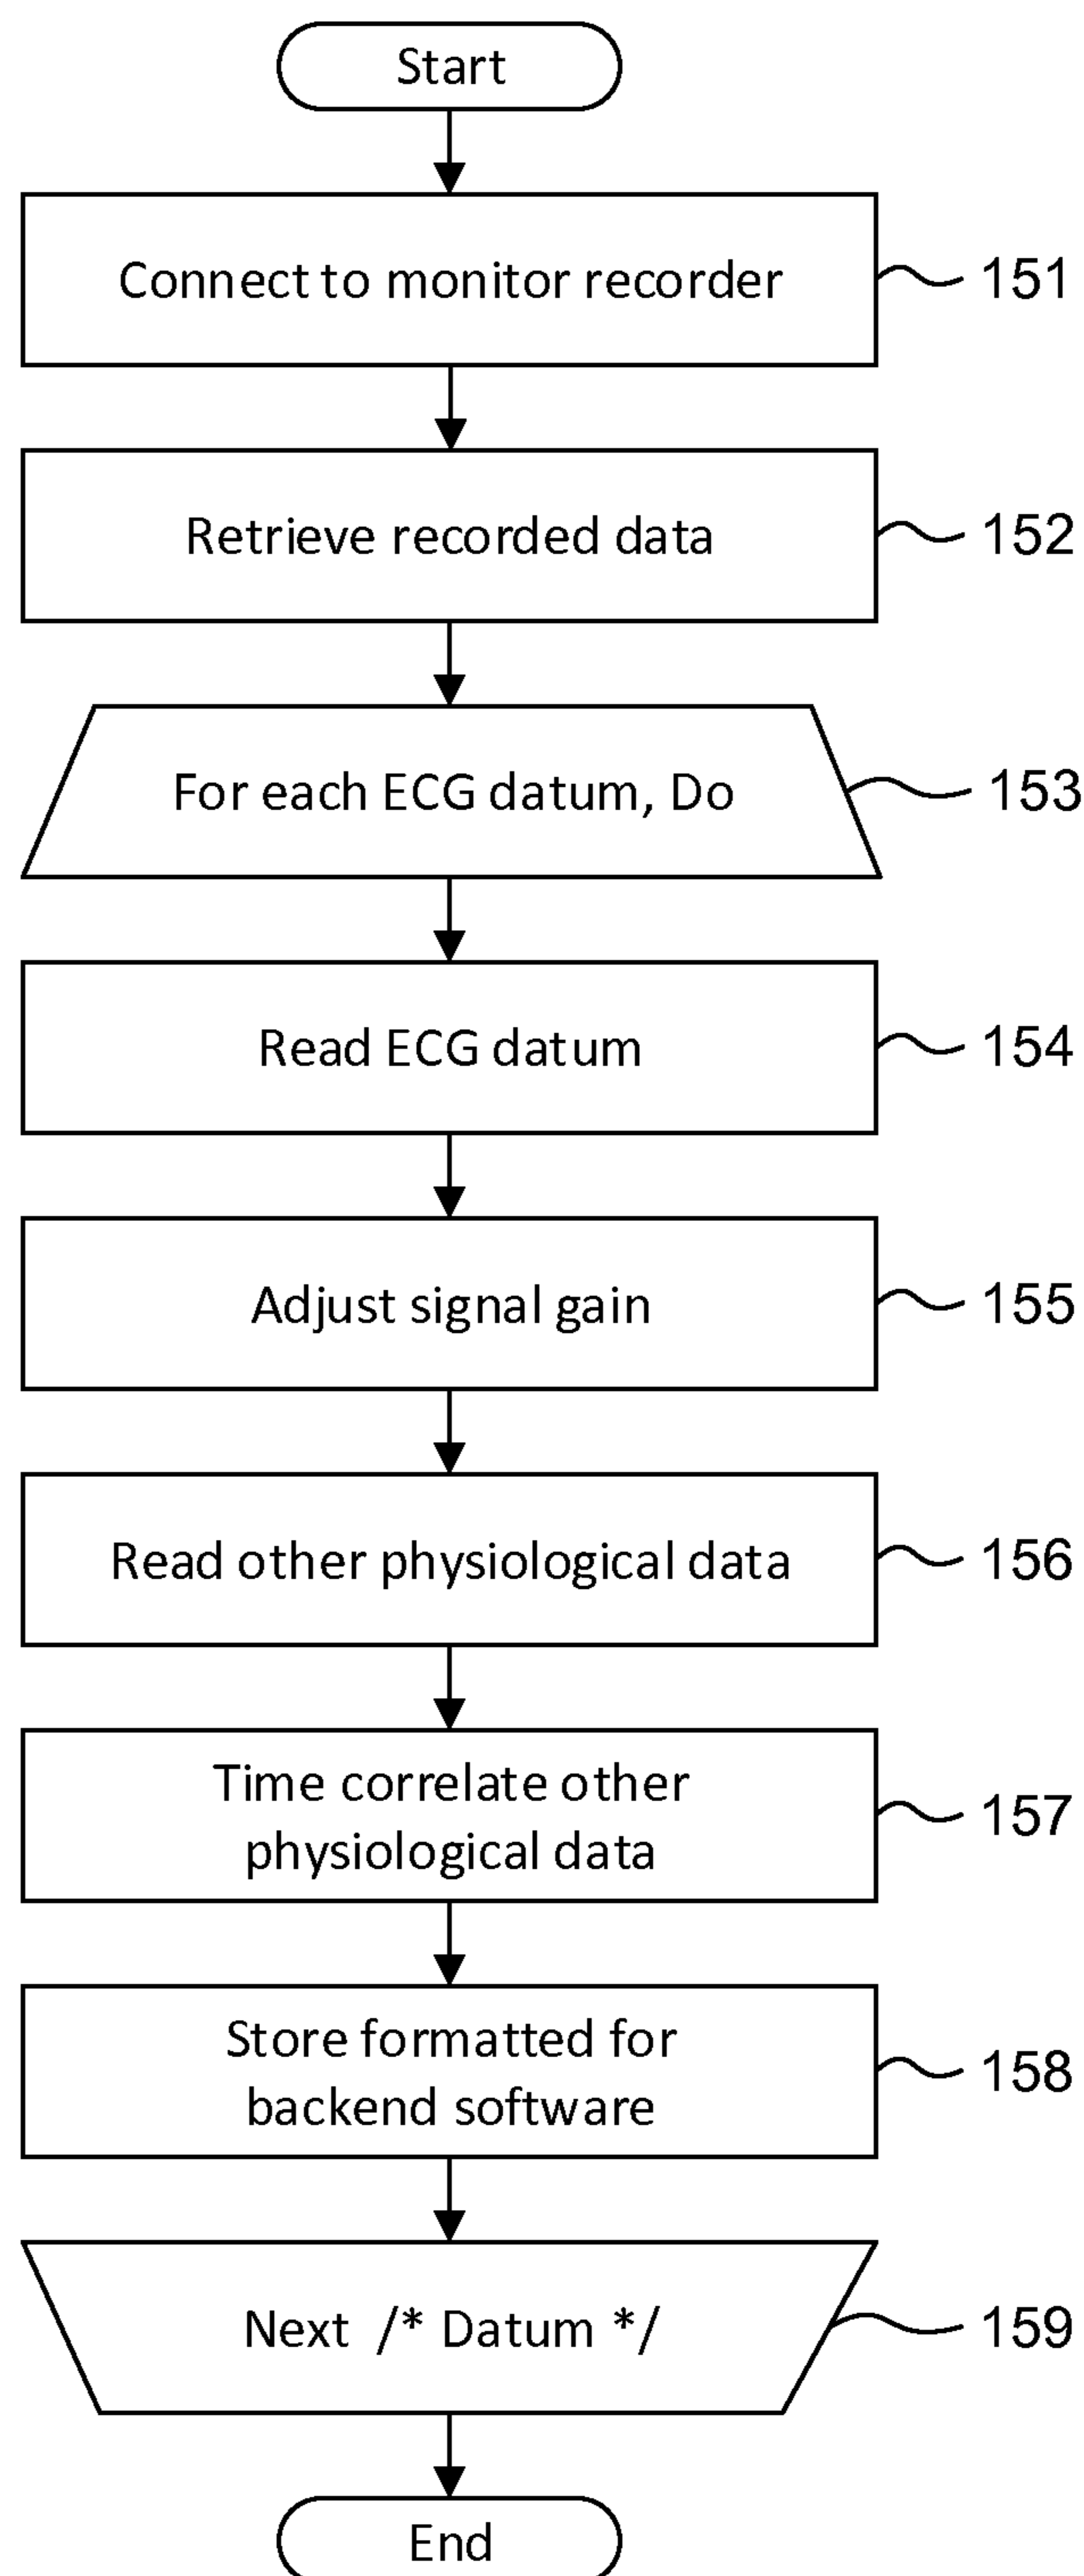 Start
Connect to monitor recorder
151
Retrieve recorded data
152
For each ECG datum, Do
153
Read ECG datum
154
Adjust signal gain
155
Read other physiological data
156
Time correlate other
physiological data
157
Store formatted for
backend software
158
Next /* Datum */
159
End